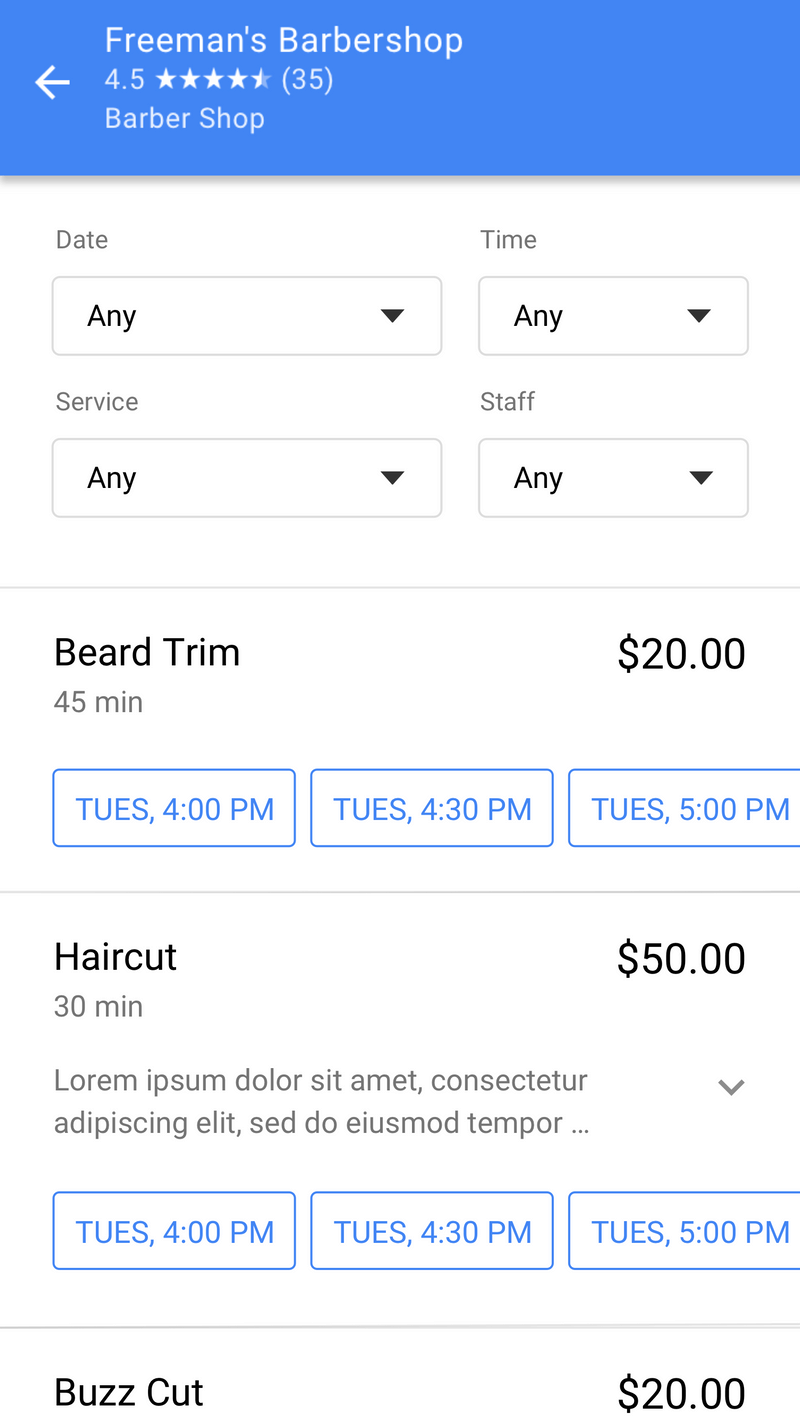 Freeman's Barbershop
4.5 ★★★★★ (35)
Barber Shop
Date Time
Any Any
Service Staff
Any Any
Beard Trim $20.00
45 min
TUES, 4:00 PM TUES, 4:30 PM TUES, 5:00 PM
Haircut $50.00
30 min
Lorem ipsum dolor sit amet, consectetur
adipiscing elit, sed do eiusmod tempor ...
TUES, 4:00 PM TUES, 4:30 PM TUES, 5:00 PM
Buzz Cut $20.00